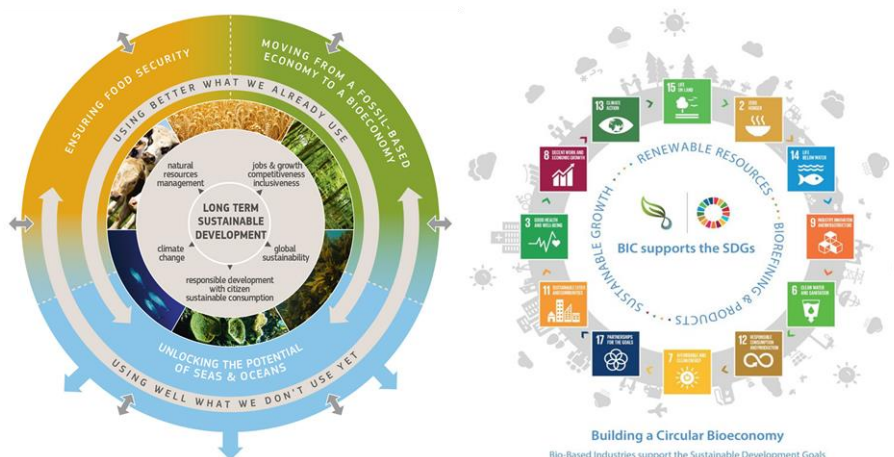 ENSURING FOOD SECURITY
MOVING FROM A FOSSIL-BASED
ECONOMY TO A BIOECONOMY
USING BETTER WHAT WE ALREADY USE
natural
resources
management
jobs & growth
competitiveness
inclusiveness
LONG TERM
SUSTAINABLE
DEVELOPMENT
climate
change
global
sustainability
responsible development
with citizen
sustainable consumption
UNLOCKING THE POTENTIAL
OF SEAS & OCEANS
USING WELL WHAT WE DON'T USE YET
15 LIFE
ON LAND
13 CLIMATE
ACTION
2 ZERO
HUNGER
8 DECENT WORK AND
ECONOMIC GROWTH
14 LIFE
BELOW WATER
3 GOOD HEALTH
AND WELL-BEING
9 INDUSTRY, INNOVATION
AND INFRASTRUCTURE
11 SUSTAINABLE CITIES
AND COMMUNITIES
6 CLEAN WATER
AND SANITATION
17 PARTNERSHIPS
FOR THE GOALS
7 AFFORDABLE AND
CLEAN ENERGY
12 RESPONSIBLE
CONSUMPTION
AND PRODUCTION
RENEWABLE RESOURCES
BIOREFINING & PRODUCTS
SUSTAINABLE GROWTH
BIC supports the SDGs
Building a Circular Bioeconomy
Bio-Based Industries support the Sustainable Development Goals